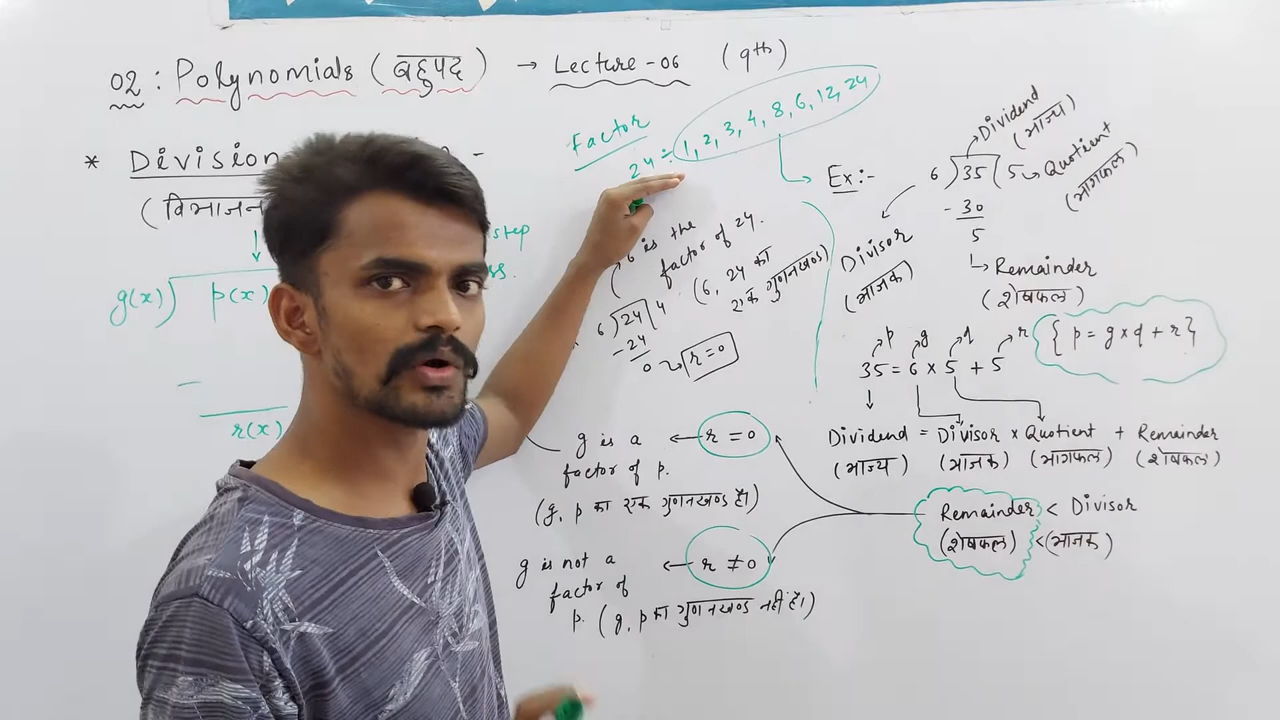 02 : Polynomials (बहुपद) → Lecture-06 (9th)
* Division
(विभाजन
step
g(x) p(x)
r(x)
Factor
24 ÷ 1, 2, 3, 4, 8, 6, 12, 24
6 is the
factor of 24.
(6, 24 का
एक गुणनखण्ड)
6) 24 ( 4
- 24
0 → r = 0
g is a ← r = 0
factor of p.
(g, p का एक गुणनखण्ड है।)
g is not a ← r ≠ 0
factor of
p. (g, p का गुणनखण्ड नहीं है।)
Ex:-
Dividend
(भाज्य)
6) 35 ( 5 → Quotient
(भागफल)
- 30
5
Divisor
(भाजक)
Remainder
(शेषफल)
p g q r { p = g x q + r }
35 = 6 × 5 + 5
Dividend = Divisor × Quotient + Remainder
(भाज्य) (भाजक) (भागफल) (शेषफल)
Remainder < Divisor
(शेषफल) < (भाजक)